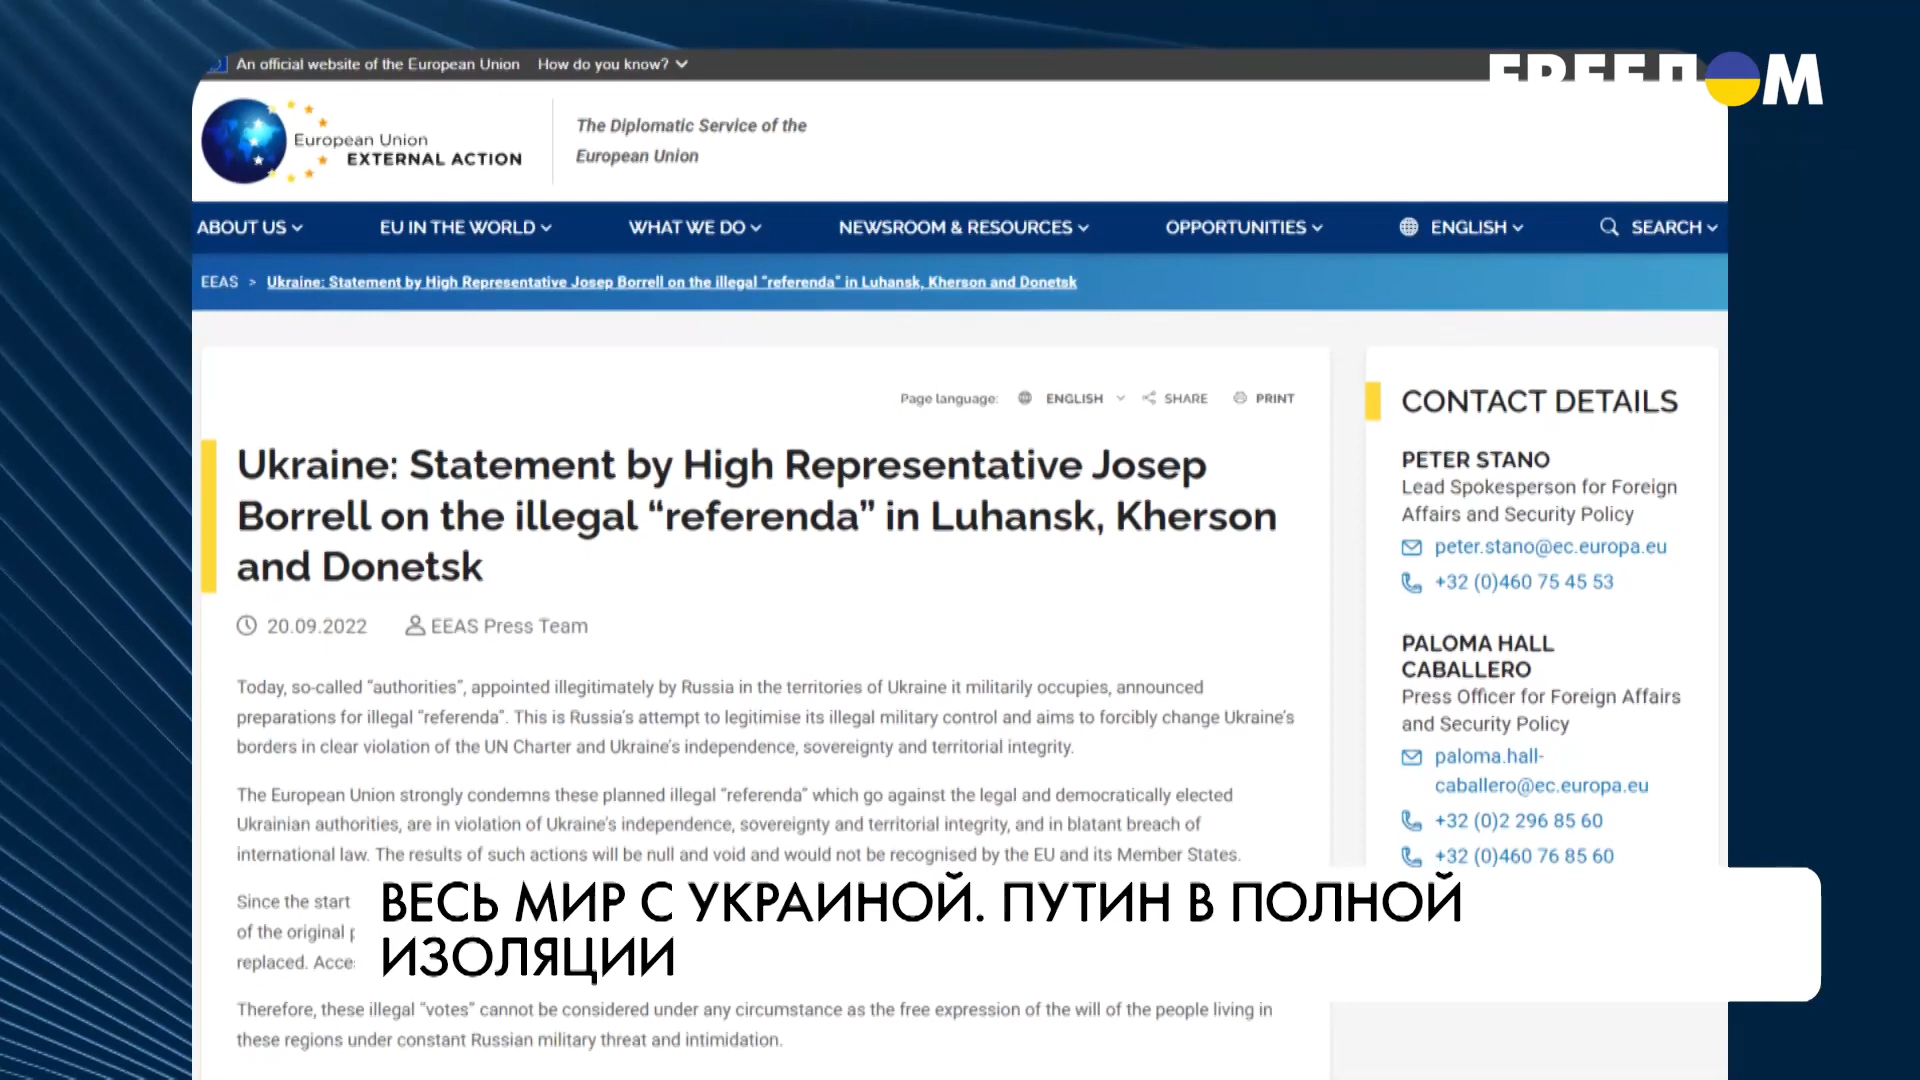 An official website of the European Union How do you know?
FREEДOM
European Union
EXTERNAL ACTION
The Diplomatic Service of the
European Union
ABOUT US EU IN THE WORLD WHAT WE DO NEWSROOM & RESOURCES OPPORTUNITIES ENGLISH SEARCH
EEAS > Ukraine: Statement by High Representative Josep Borrell on the illegal “referenda” in Luhansk, Kherson and Donetsk
Page language: ENGLISH SHARE PRINT
Ukraine: Statement by High Representative Josep
Borrell on the illegal “referenda” in Luhansk, Kherson
and Donetsk
20.09.2022 EEAS Press Team
Today, so-called “authorities”, appointed illegitimately by Russia in the territories of Ukraine it militarily occupies, announced
preparations for illegal “referenda”. This is Russia’s attempt to legitimise its illegal military control and aims to forcibly change Ukraine’s
borders in clear violation of the UN Charter and Ukraine’s independence, sovereignty and territorial integrity.
The European Union strongly condemns these planned illegal “referenda” which go against the legal and democratically elected
Ukrainian authorities, are in violation of Ukraine’s independence, sovereignty and territorial integrity, and in blatant breach of
international law. The results of such actions will be null and void and would not be recognised by the EU and its Member States.
Since the start
of the original
replaced.
Therefore, these illegal “votes” cannot be considered under any circumstance as the free expression of the will of the people living in
these regions under constant Russian military threat and intimidation.
CONTACT DETAILS
PETER STANO
Lead Spokesperson for Foreign
Affairs and Security Policy
peter.stano@ec.europa.eu
+32 (0)460 75 45 53
PALOMA HALL
CABALLERO
Press Officer for Foreign Affairs
and Security Policy
paloma.hall-
caballero@ec.europa.eu
+32 (0)2 296 85 60
+32 (0)460 76 85 60
ВЕСЬ МИР С УКРАИНОЙ. ПУТИН В ПОЛНОЙ
ИЗОЛЯЦИИ